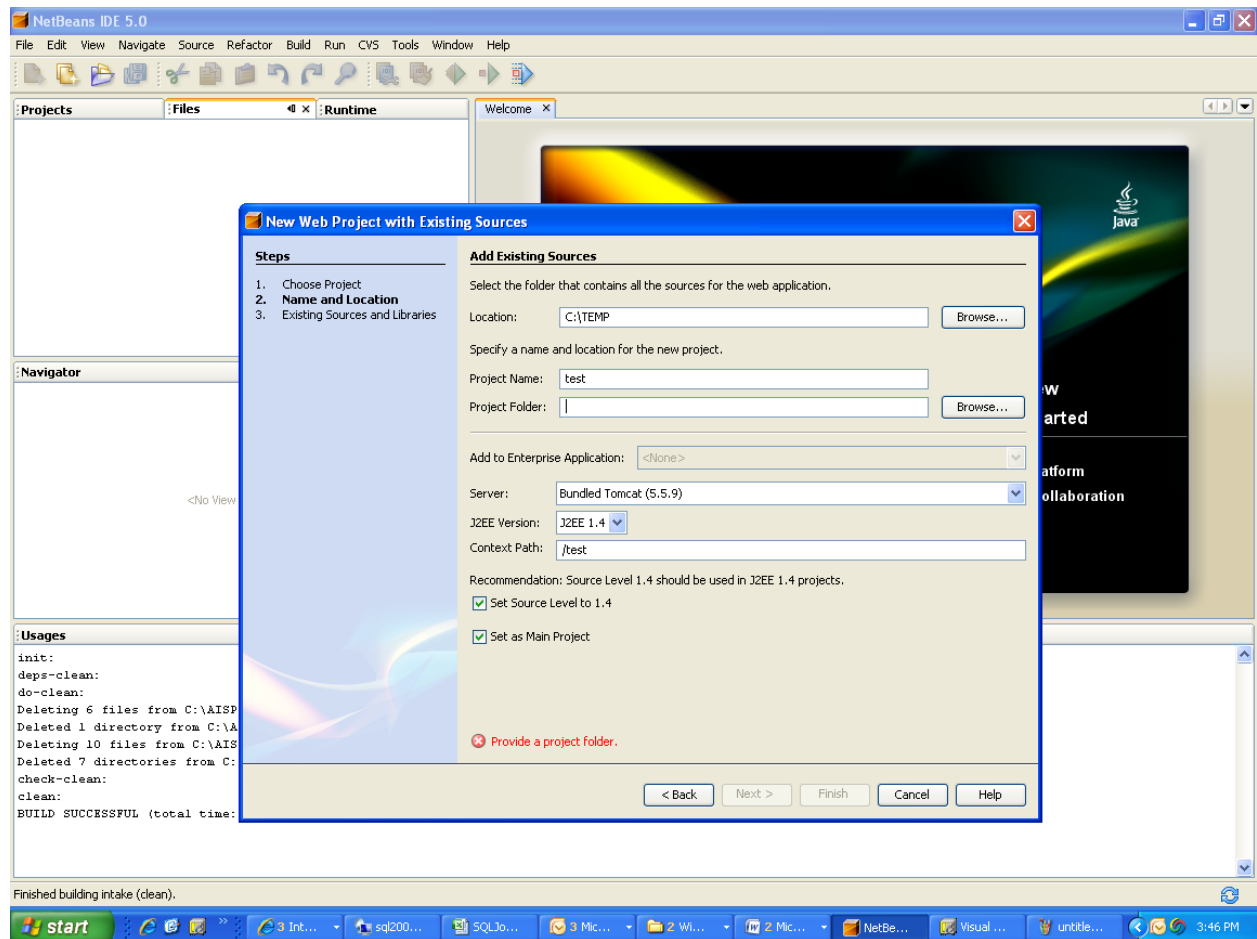 NetBeans IDE 5.0
File Edit View Navigate Source Refactor Build Run CVS Tools Window Help
Projects Files Runtime
Welcome
Java
New Web Project with Existing Sources
Steps
1. Choose Project
2. Name and Location
3. Existing Sources and Libraries
Add Existing Sources
Select the folder that contains all the sources for the web application.
Location: C:\TEMP Browse...
Specify a name and location for the new project.
Project Name: test
Project Folder: Browse...
Add to Enterprise Application: <None>
Server: Bundled Tomcat (5.5.9)
J2EE Version: J2EE 1.4
Context Path: /test
Recommendation: Source Level 1.4 should be used in J2EE 1.4 projects.
Set Source Level to 1.4
Set as Main Project
Provide a project folder.
< Back Next > Finish Cancel Help
arted
atform
ollaboration
Navigator
<No View
Usages
init:
deps-clean:
do-clean:
Deleting 6 files from C:\AISP
Deleted 1 directory from C:\A
Deleting 10 files from C:\AIS
Deleted 7 directories from C:
check-clean:
clean:
BUILD SUCCESSFUL (total time:
Finished building intake (clean).
start 3 Int... sql200... SQLJo... 3 Mic... 2 Wi... 2 Mic... NetBe... Visual ... untitle... 3:46 PM